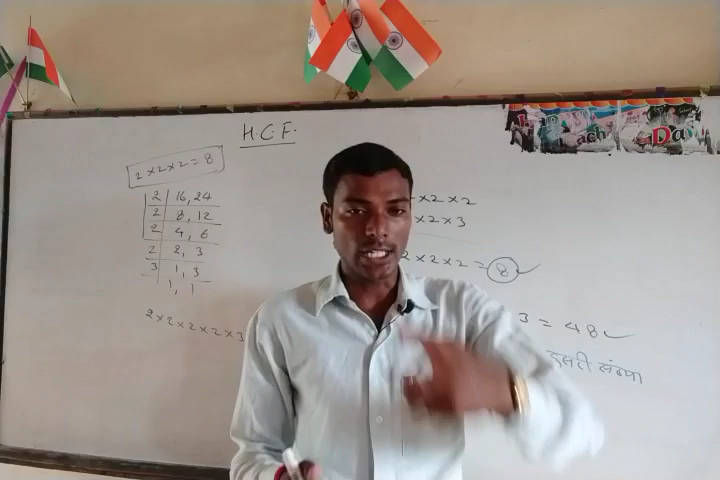 H.C.F.
2×2×2=8
2 | 16, 24
2 | 8, 12
2 | 4, 6
2 | 2, 3
3 | 1, 3
1, 1
2×2×2×2×3
×2×2
×2×3
2×2×2 = 8
3 = 48
संख्या